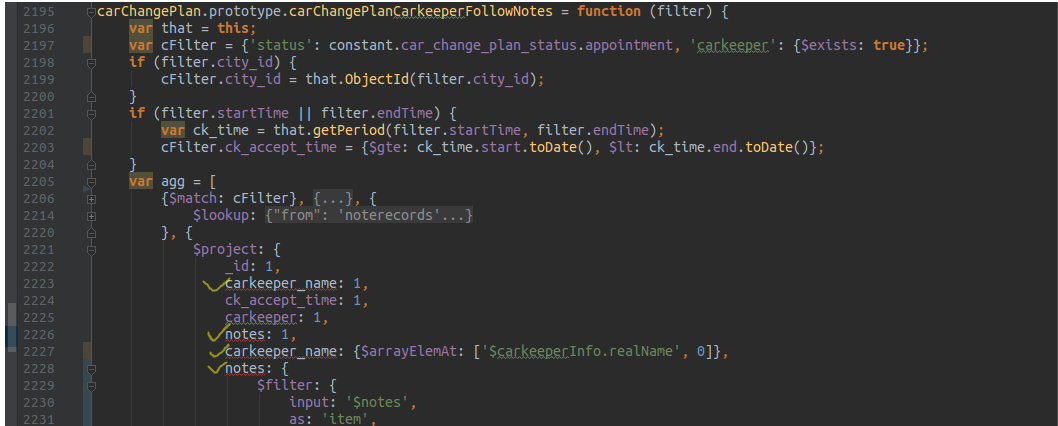 2195 carChangePlan.prototype.carChangePlanCarkeeperFollowNotes = function (filter) {
2196 var that = this;
2197 var cFilter = {'status': constant.car_change_plan_status.appointment, 'carkeeper': {$exists: true}};
2198 if (filter.city_id) {
2199 cFilter.city_id = that.ObjectId(filter.city_id);
2200 }
2201 if (filter.startTime || filter.endTime) {
2202 var ck_time = that.getPeriod(filter.startTime, filter.endTime);
2203 cFilter.ck_accept_time = {$gte: ck_time.start.toDate(), $lt: ck_time.end.toDate()};
2204 }
2205 var agg = [
2206 {$match: cFilter}, {...}, {
2214 $lookup: {"from": 'noterecords'...}
2220 }, {
2221 $project: {
2222 _id: 1,
2223 carkeeper_name: 1,
2224 ck_accept_time: 1,
2225 carkeeper: 1,
2226 notes: 1,
2227 carkeeper_name: {$arrayElemAt: ['$carkeeperInfo.realName', 0]},
2228 notes: {
2229 $filter: {
2230 input: '$notes',
2231 as: 'item',